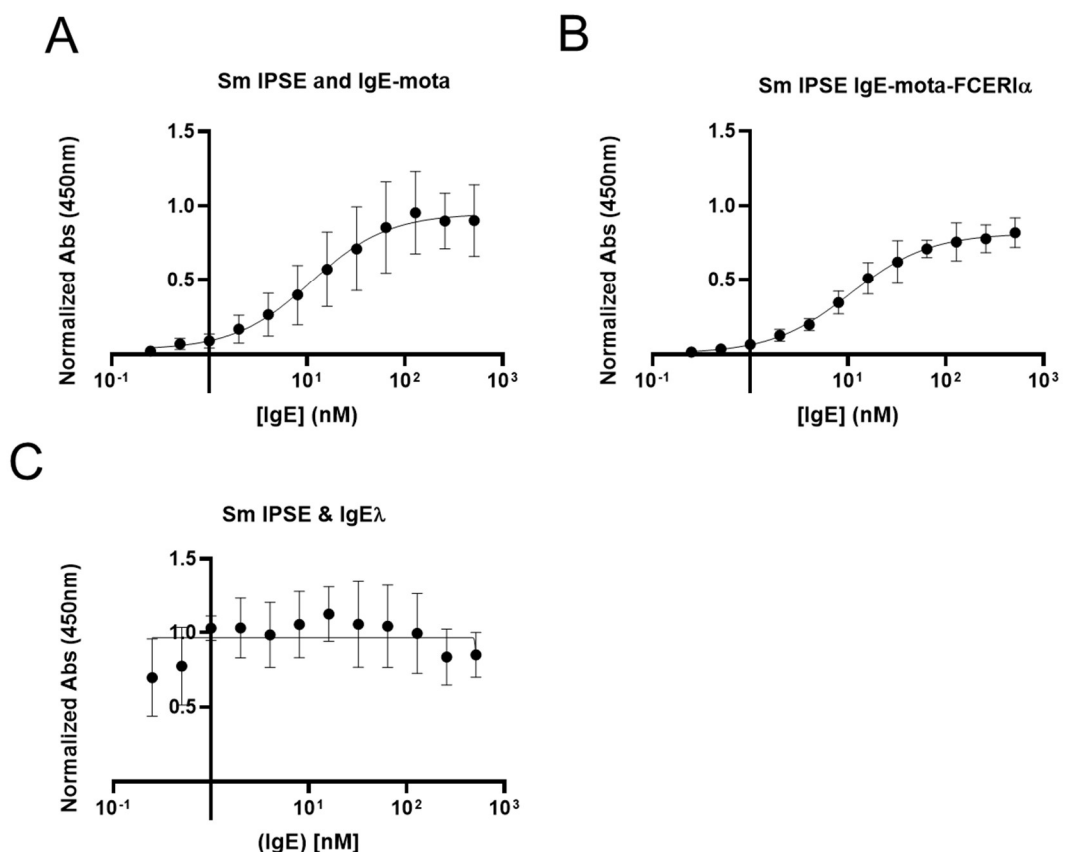 A
Sm IPSE and IgE-mota
Normalized Abs (450nm)
1.5
1.0
0.5
10-1 101 102 103
[IgE] (nM)
B
Sm IPSE IgE-mota-FCERIα
Normalized Abs (450nm)
1.5
1.0
0.5
10-1 101 102 103
[IgE] (nM)
C
Sm IPSE & IgEλ
Normalized Abs (450nm)
1.5
1.0
0.5
10-1 101 102 103
(IgE) [nM]